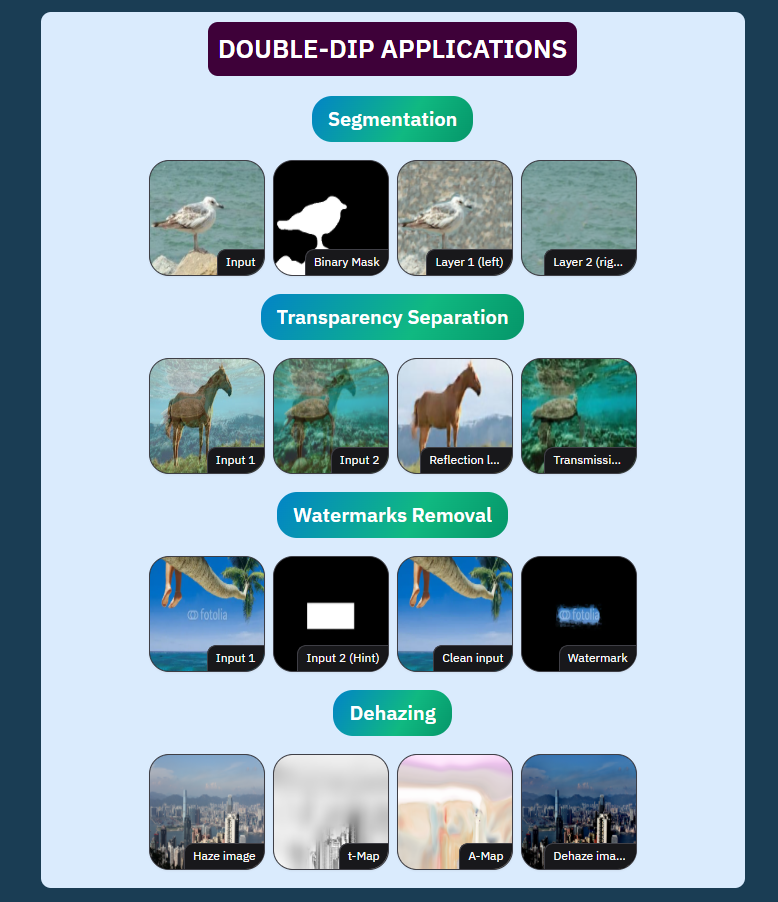 DOUBLE-DIP APPLICATIONS
Segmentation
Input
Binary Mask
Layer 1 (left)
Layer 2 (rig...
Transparency Separation
Input 1
Input 2
Reflection l...
Transmissi...
Watermarks Removal
fotolia
Input 1
Input 2 (Hint)
Clean input
fotolia
Watermark
Dehazing
Haze image
t-Map
A-Map
Dehaze ima...